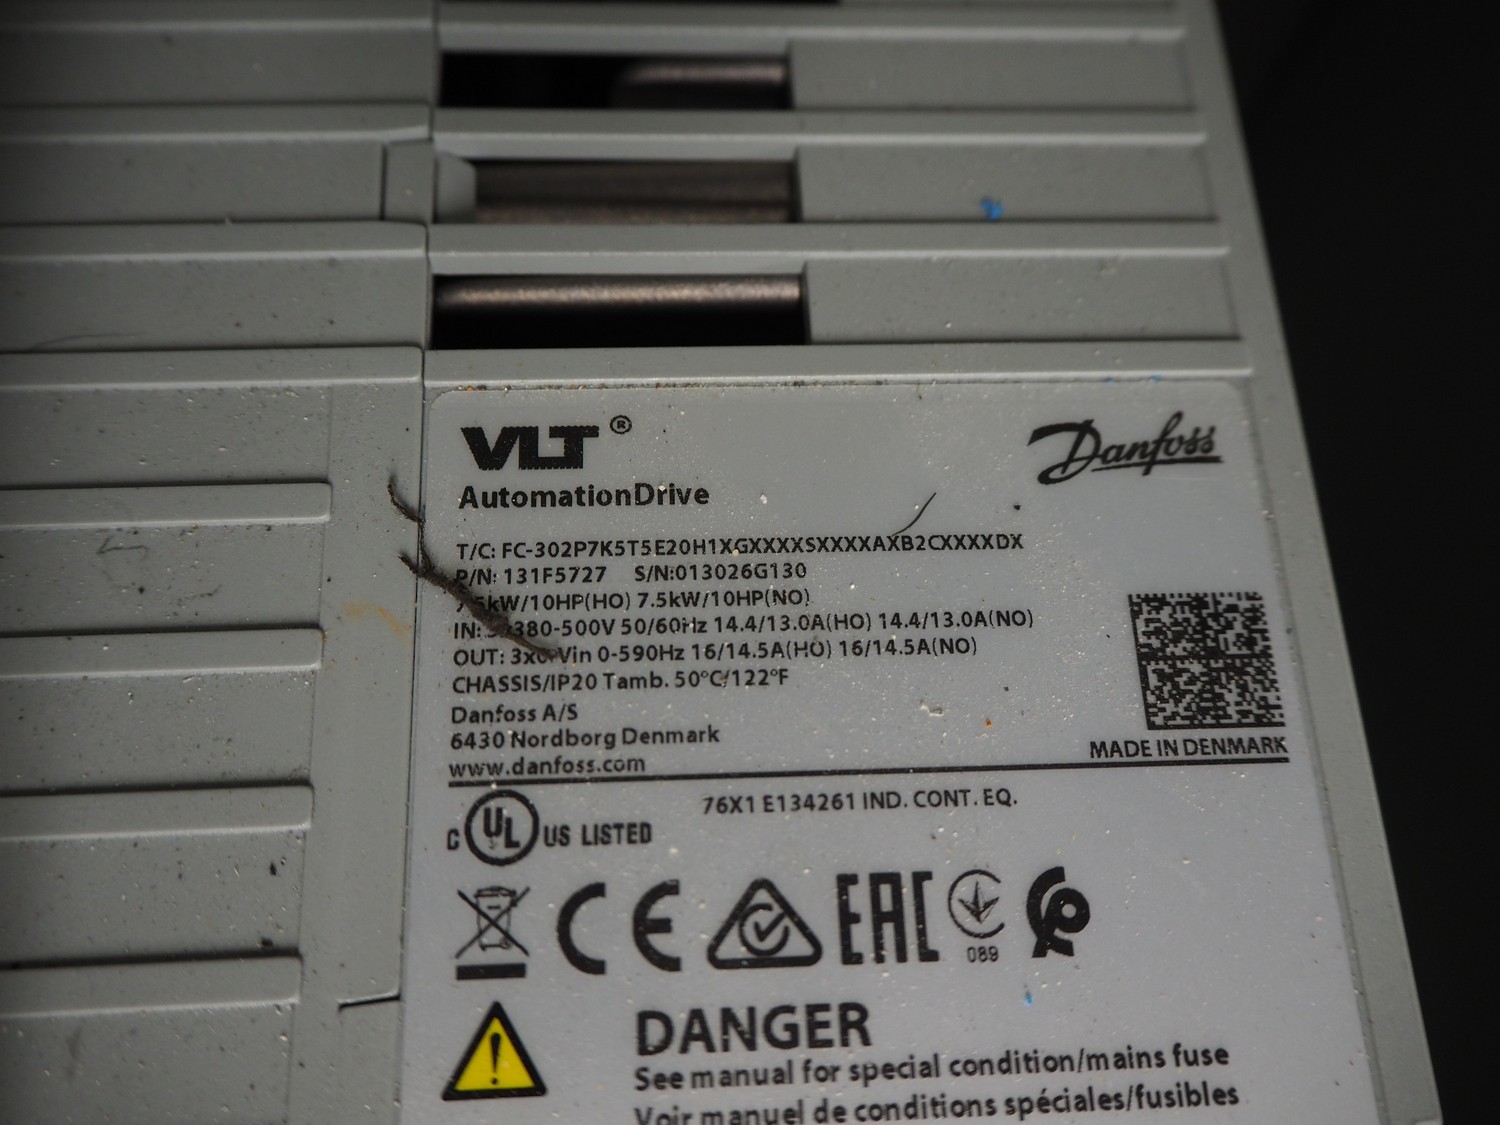 VLT®
Danfoss
AutomationDrive
T/C: FC-302P7K5T5E20H1XGXXXXSXXXXAXB2CXXXXDX
P/N: 131F5727 S/N:013026G130
7.5kW/10HP(HO) 7.5kW/10HP(NO)
IN: 50/60Hz 14.4/13.0A(HO) 14.4/13.0A(NO)
OUT: 0-590Hz 16/14.5A(HO) 16/14.5A(NO)
CHASSIS/IP20 Tamb. 50°C/122°F
Danfoss A/S
6430 Nordborg Denmark
www.danfoss.com
MADE IN DENMARK
76X1 E134261 IND. CONT. EQ.
C UL US LISTED
CE EAC
089
DANGER
See manual for special condition/mains fuse
Voir manuel de conditions spéciales/fusibles